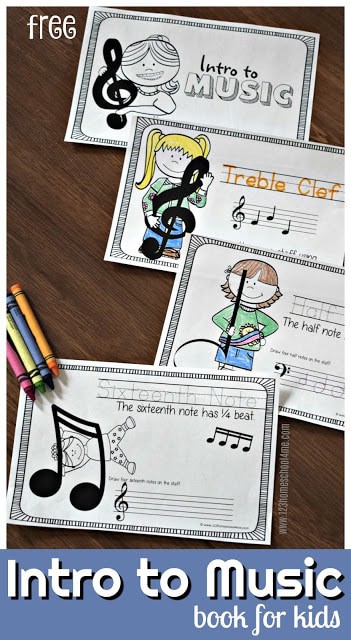 free
Intro to
MUSIC
Treble Clef
Half
The half note
Draw four half notes on the staff
Sixteenth Note
The sixteenth note has ¼ beat.
Draw four sixteenth notes on the staff
www.123homeschool4me.com
Intro to Music
book for kids